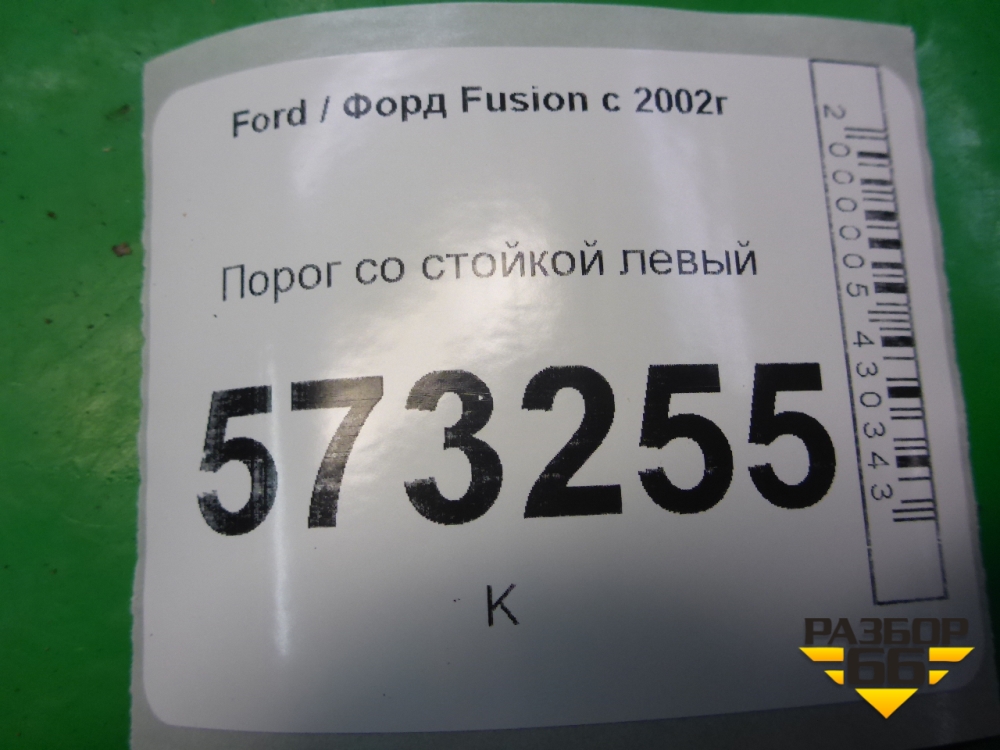 Ford / Форд Fusion с 2002г
Порог со стойкой левый
573255
К
2000005430343
РАЗБОР
66